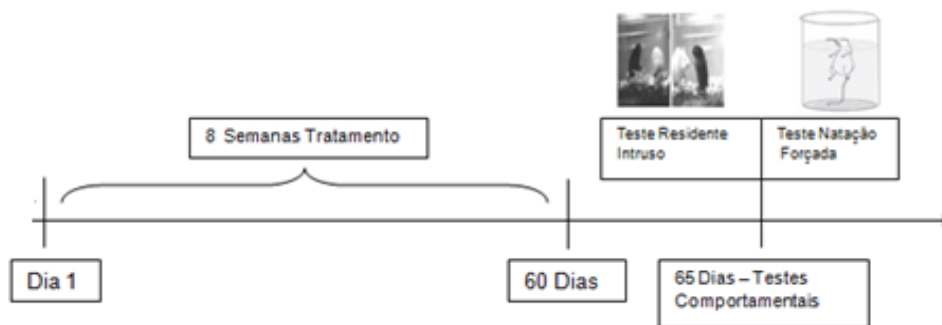 8 Semanas Tratamento
Teste Residente
Intruso
Teste Natação
Forçada
Dia 1
60 Dias
65 Dias – Testes
Comportamentais